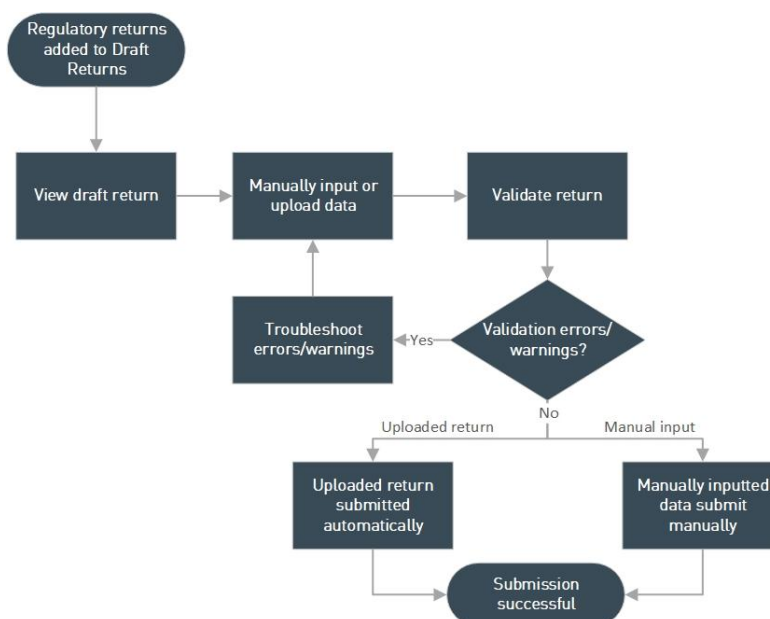 Regulatory returns
added to Draft
Returns
View draft return
Manually input or
upload data
Validate return
Troubleshoot
errors/warnings
Yes
Validation errors/
warnings?
No
Uploaded return
Manual input
Uploaded return
submitted
automatically
Manually inputted
data submit
manually
Submission
successful